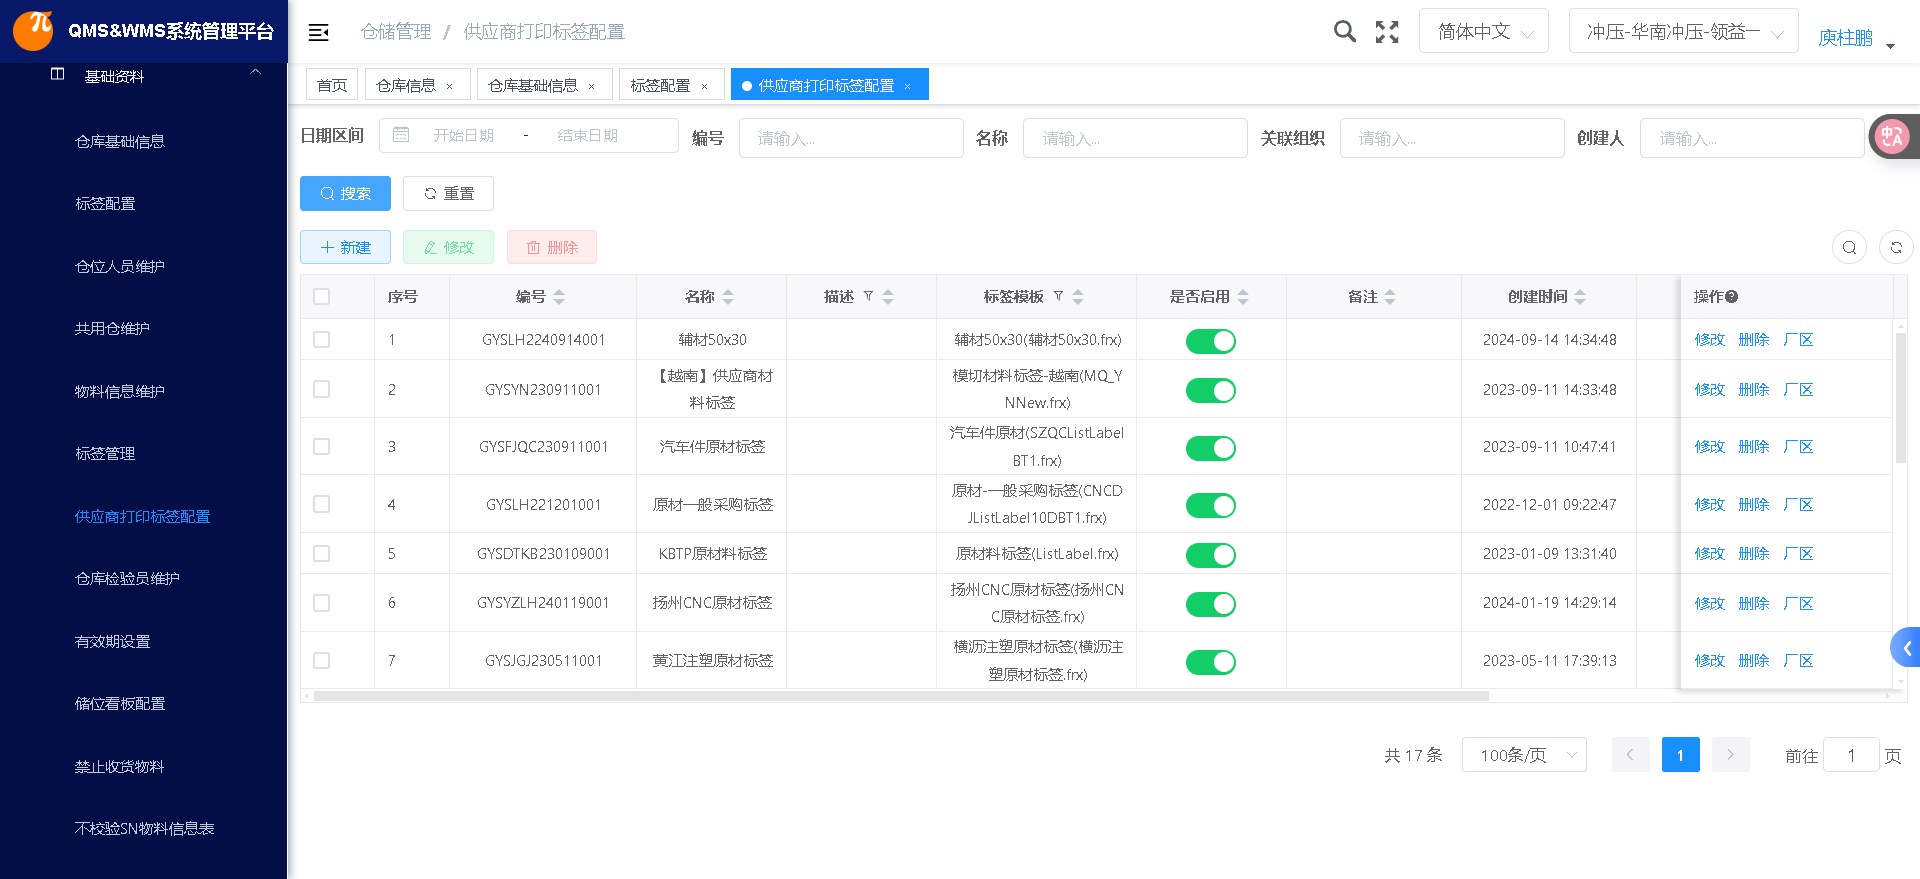 QMS&WMS系统管理平台
仓储管理 / 供应商打印标签配置
简体中文
冲压-华南冲压-领益一
庾柱鹏
基础资料
仓库基础信息
标签配置
仓位人员维护
共用仓维护
物料信息维护
标签管理
供应商打印标签配置
仓库检验员维护
有效期设置
储位看板配置
禁止收货物料
不校验SN物料信息表
首页 仓库信息 × 仓库基础信息 × 标签配置 × 供应商打印标签配置 ×
日期区间 开始日期 - 结束日期 编号 请输入... 名称 请输入... 关联组织 请输入... 创建人 请输入...
搜索 重置
新建 修改 删除
序号 编号 名称 描述 标签模板 是否启用 备注 创建时间 操作
1 GYSLH2240914001 辅材50x30 辅材50x30(辅材50x30.frx) 2024-09-14 14:34:48 修改 删除 厂区
2 GYSYN230911001 【越南】供应商材
料标签 模切材料标签-越南(MQ_Y
NNew.frx) 2023-09-11 14:33:48 修改 删除 厂区
3 GYSFJQC230911001 汽车件原材标签 汽车件原材(SZQCListLabel
BT1.frx) 2023-09-11 10:47:41 修改 删除 厂区
4 GYSLH221201001 原材一般采购标签 原材-一般采购标签(CNCD
JListLabel10DBT1.frx) 2022-12-01 09:22:47 修改 删除 厂区
5 GYSDTKB230109001 KBTP原材料标签 原材料标签(ListLabel.frx) 2023-01-09 13:31:40 修改 删除 厂区
6 GYSYZLH240119001 扬州CNC原材标签 扬州CNC原材标签(扬州CN
C原材标签.frx) 2024-01-19 14:29:14 修改 删除 厂区
7 GYSJGJ230511001 黄江注塑原材标签 横沥注塑原材标签(横沥注
塑原材标签.frx) 2023-05-11 17:39:13 修改 删除 厂区
共 17 条 100条/页 1 前往 1 页